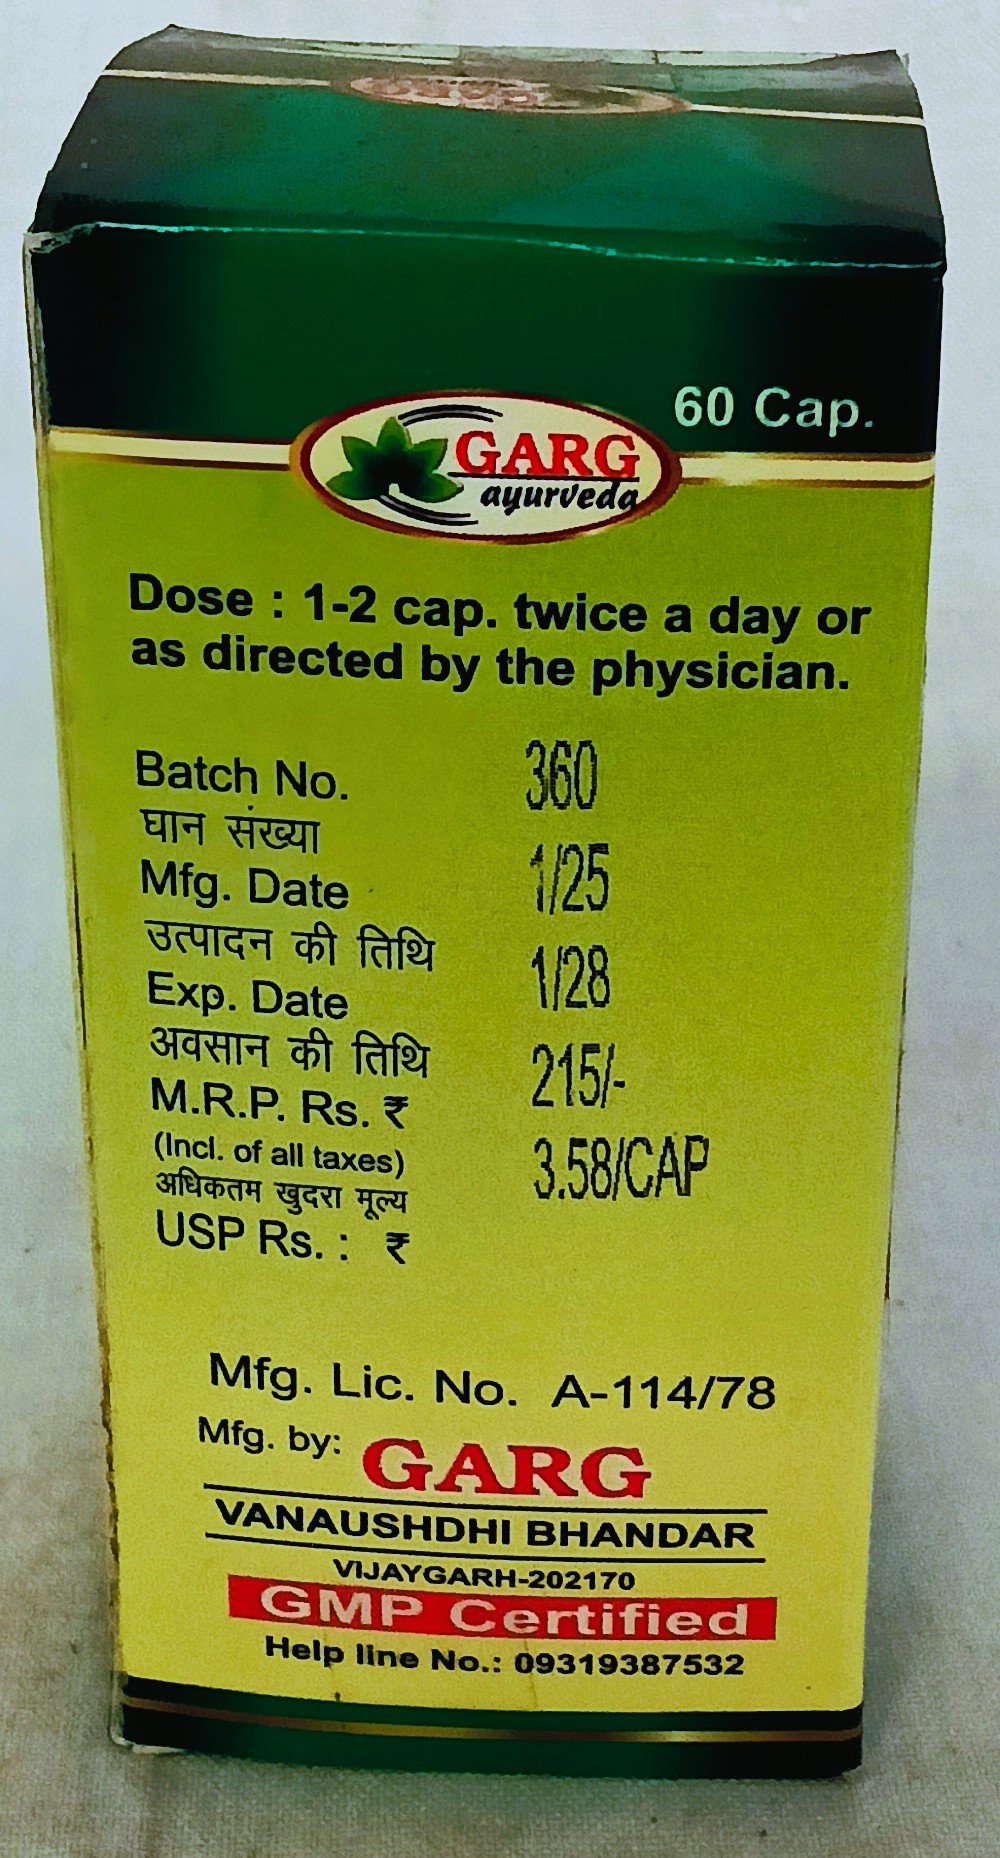 60 Cap.
GARG
ayurveda
Dose : 1-2 cap. twice a day or
as directed by the physician.
Batch No. 360
घान संख्या
Mfg. Date 1/25
उत्पादन की तिथि
Exp. Date 1/28
अवसान की तिथि
M.R.P. Rs. ₹ 215/-
(Incl. of all taxes)
अधिकतम खुदरा मूल्य
USP Rs. : ₹ 3.58/CAP
Mfg. Lic. No. A-114/78
Mfg. by: GARG
VANAUSHDHI BHANDAR
VIJAYGARH-202170
GMP Certified
Help line No.: 09319387532